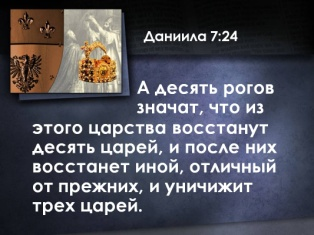 Даниила 7:24
А десять рогов
значат, что из
этого царства восстанут
десять царей, и после них
восстанет иной, отличный
от прежних, и уничижит
трех царей.